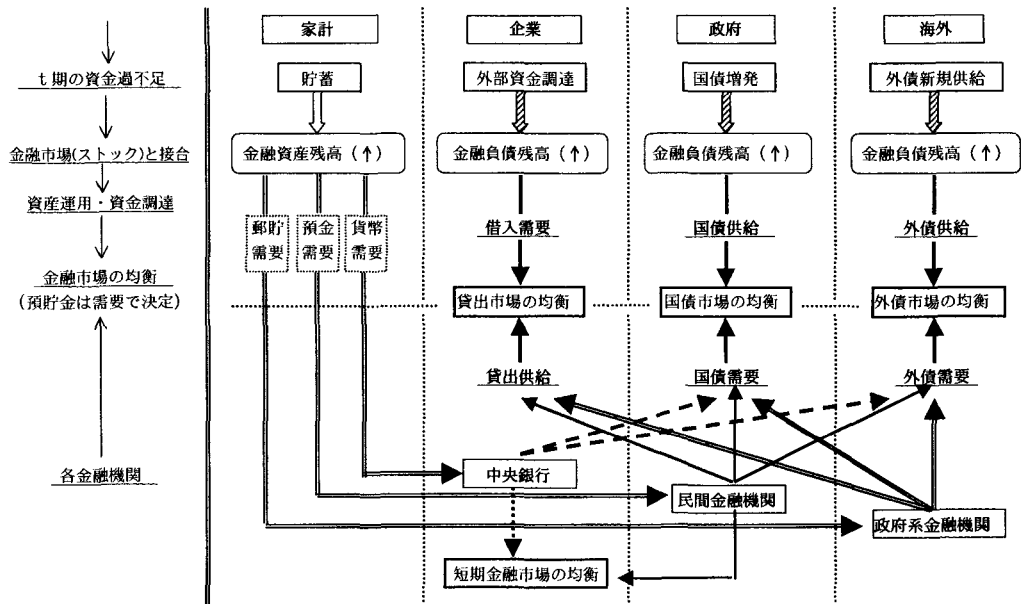 家計
企業
政府
海外
t期の資金過不足
貯蓄
外部資金調達
国債増発
外債新規供給
金融市場(ストック)と接合
金融資産残高(↑)
金融負債残高(↑)
金融負債残高(↑)
金融負債残高(↑)
資産運用・資金調達
郵貯
需要
預金
需要
貨幣
需要
借入需要
国債供給
外債供給
金融市場の均衡
(預貯金は需要で決定)
貸出市場の均衡
国債市場の均衡
外債市場の均衡
貸出供給
国債需要
外債需要
各金融機関
中央銀行
民間金融機関
政府系金融機関
短期金融市場の均衡